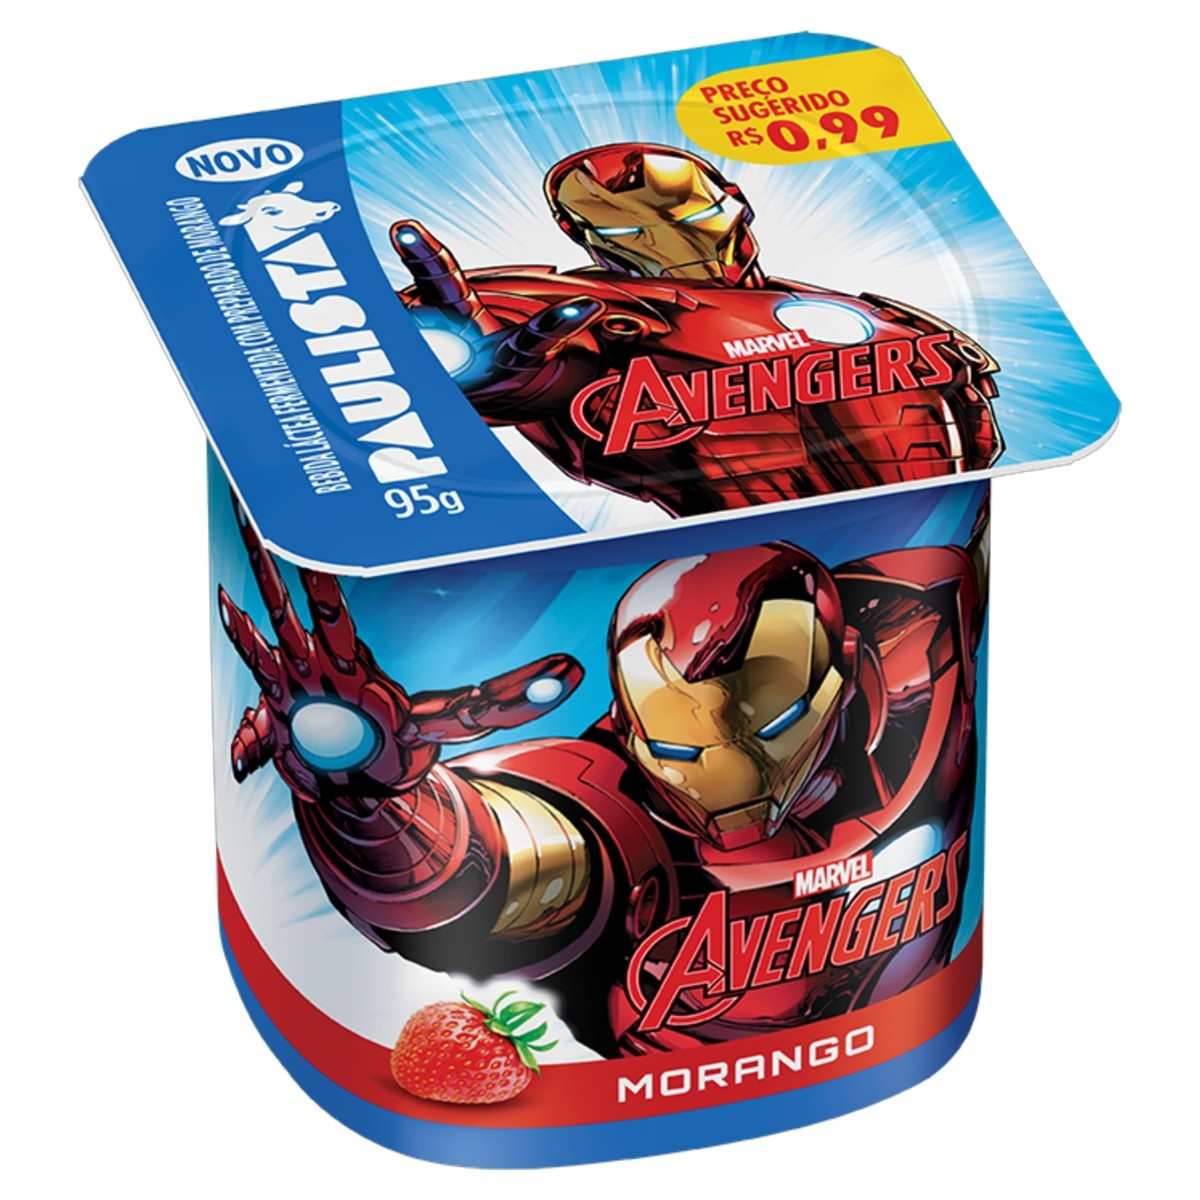 PREÇO
SUGERIDO
R$0,99
NOVO
PAULISTA
BEBIDA LÁCTEA FERMENTADA COM PREPARADO DE MORANGO
95g
MARVEL
AVENGERS
MARVEL
AVENGERS
MORANGO